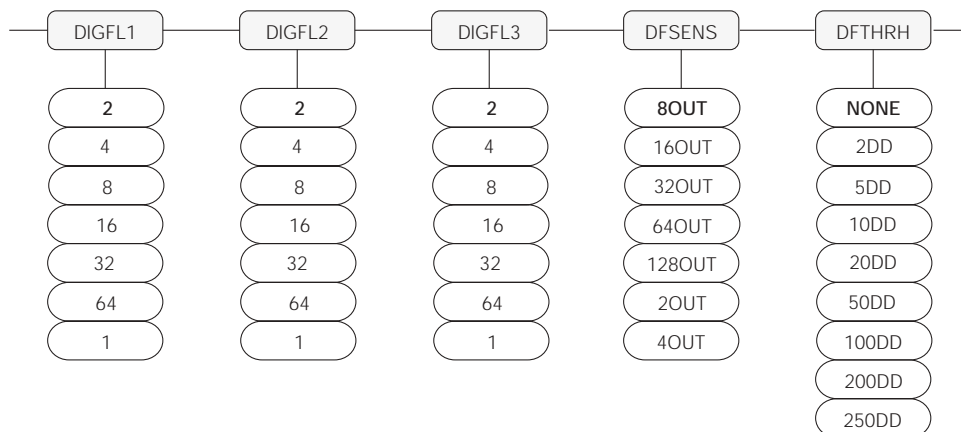 DIGFL1 DIGFL2 DIGFL3 DFSENS DFTHRH
2 2 2 8OUT NONE
4 4 4 16OUT 2DD
8 8 8 32OUT 5DD
16 16 16 64OUT 10DD
32 32 32 128OUT 20DD
64 64 64 2OUT 50DD
1 1 1 4OUT 100DD
200DD
250DD